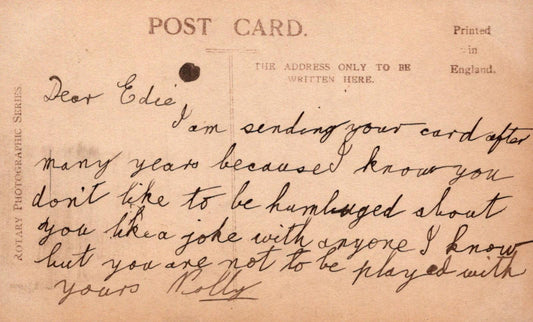 POST CARD.
Printed
in
England.
THE ADDRESS ONLY TO BE
WRITTEN HERE.
ROTARY PHOTOGRAPHIC SERIES
Dear Edie
I am sending your card after
many years because I know you
don't like to be humbuged about
you like a joke with anyone I know
but you are not to be played with
yours Polly